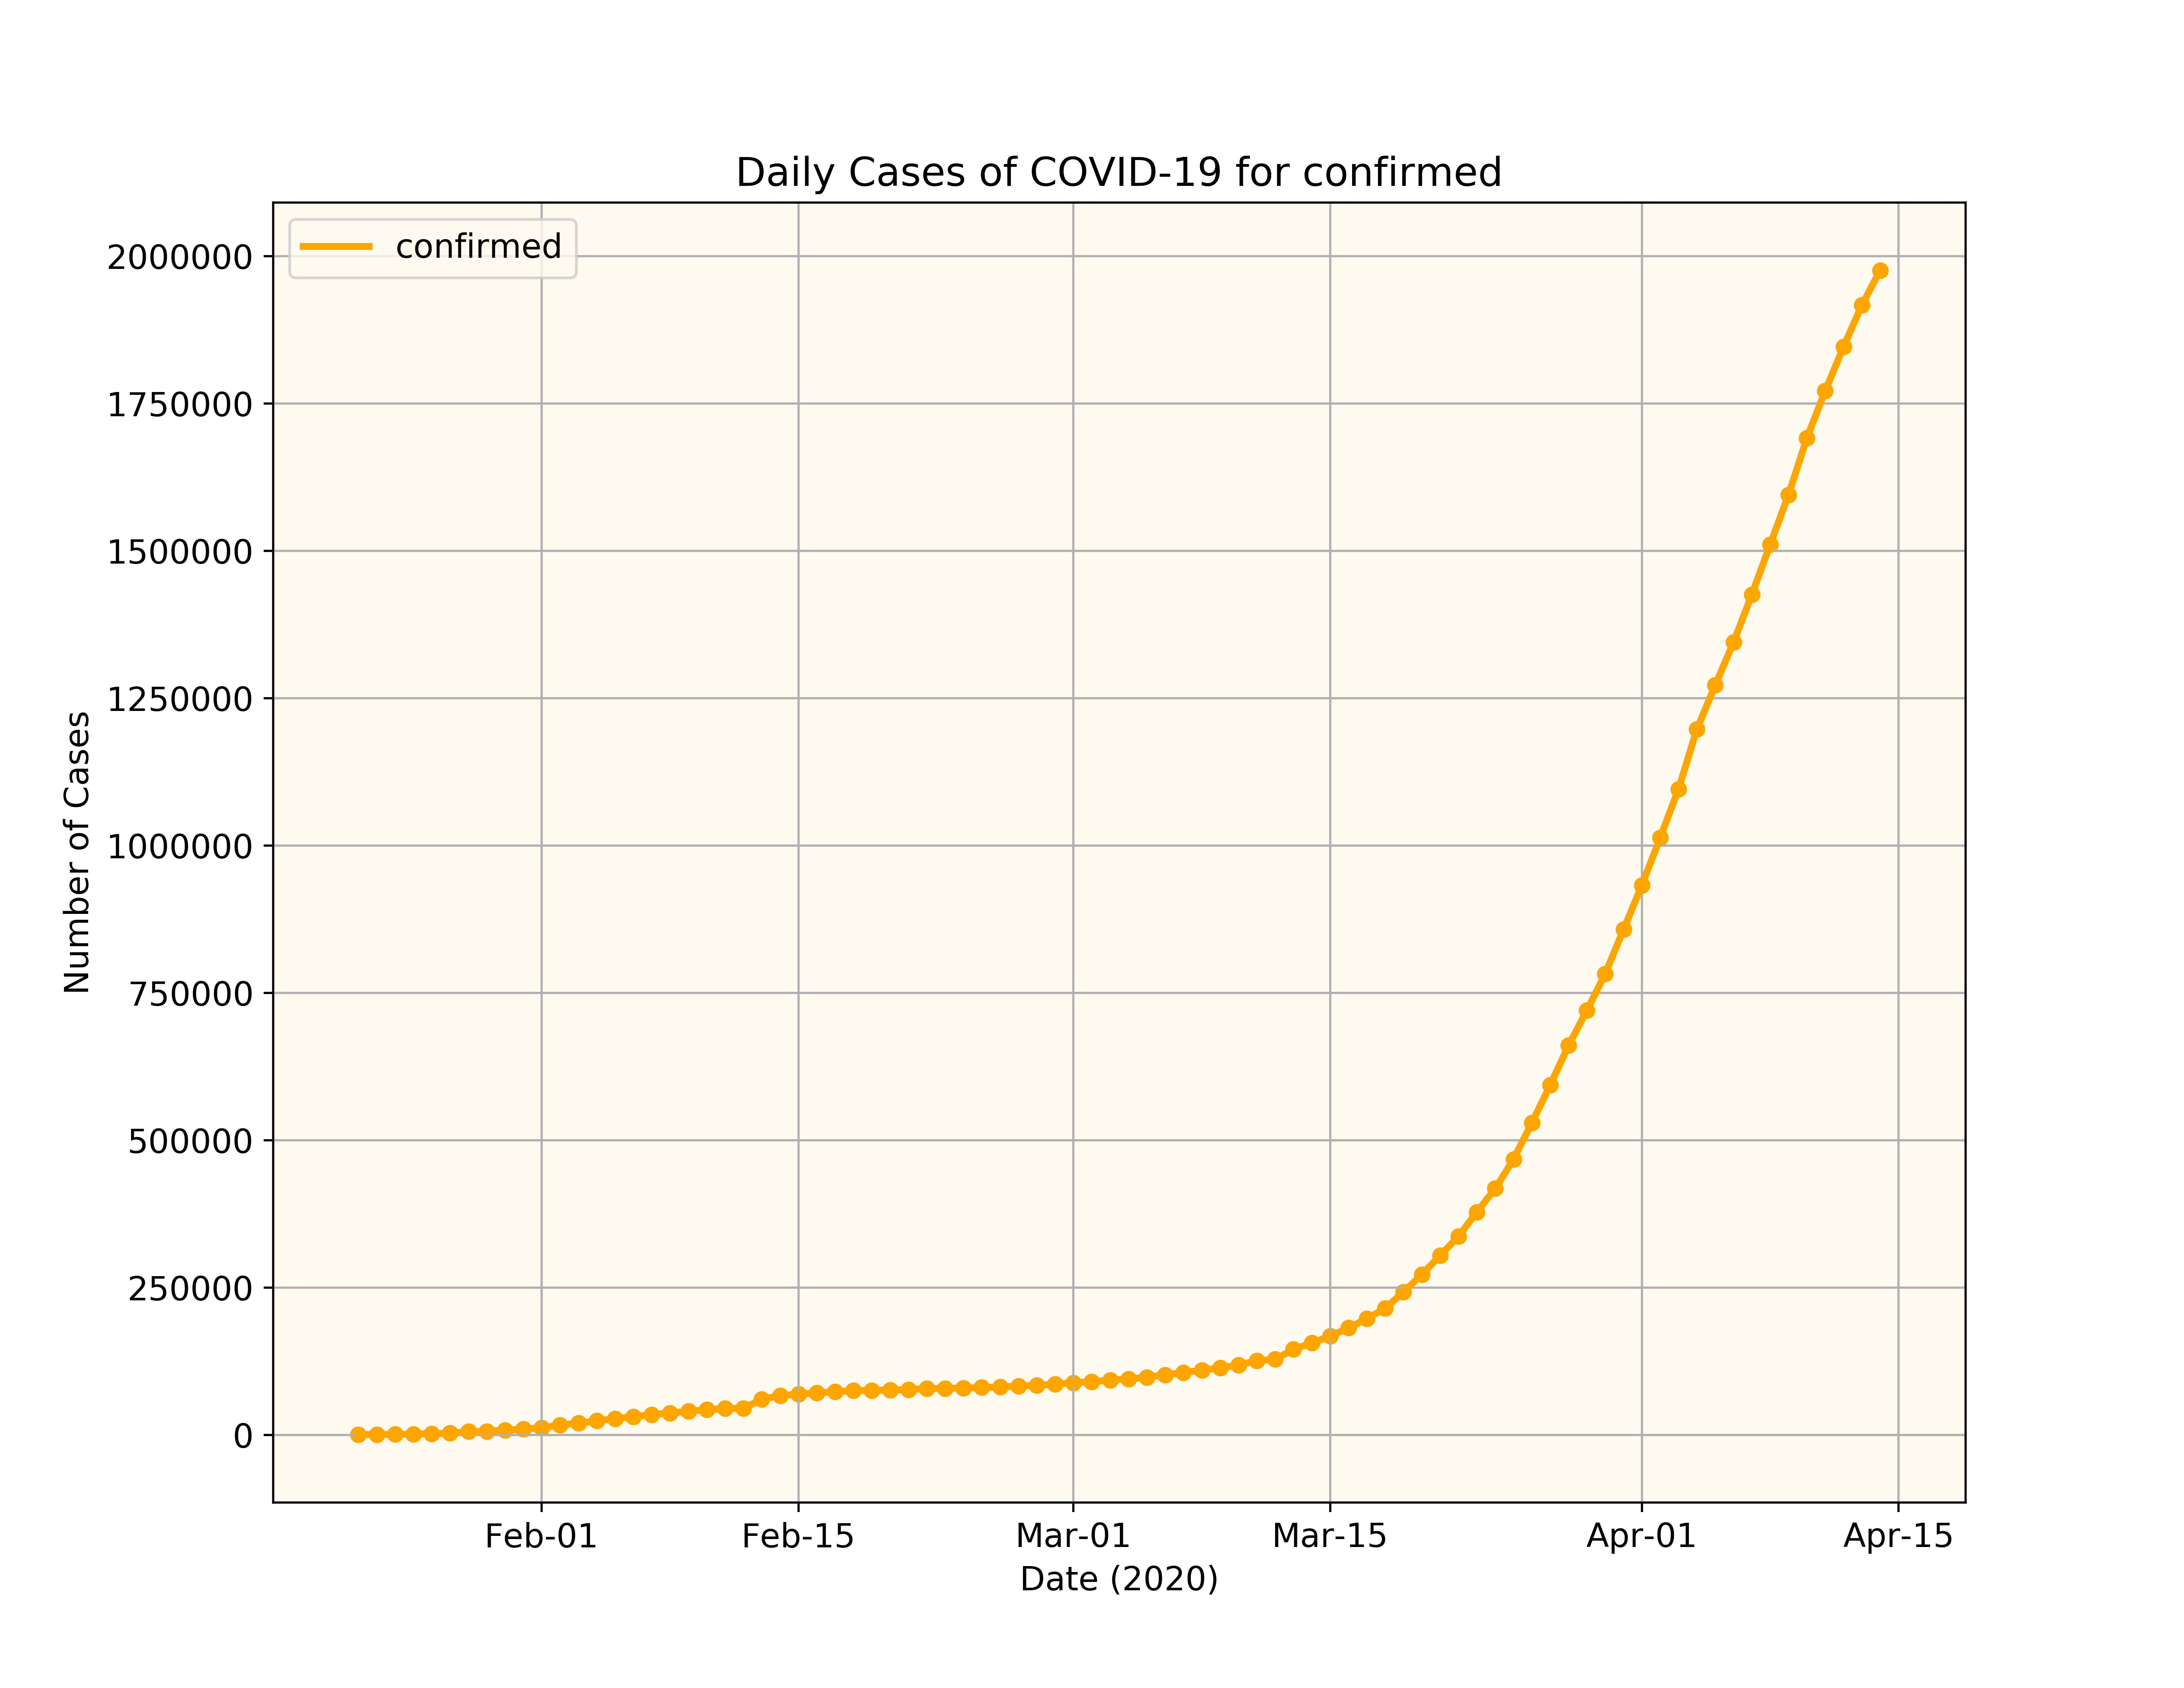 Daily Cases of COVID-19 for confirmed
confirmed
2000000
1750000
1500000
1250000
1000000
750000
500000
250000
0
Number of Cases
Feb-01 Feb-15 Mar-01 Mar-15 Apr-01 Apr-15
Date (2020)